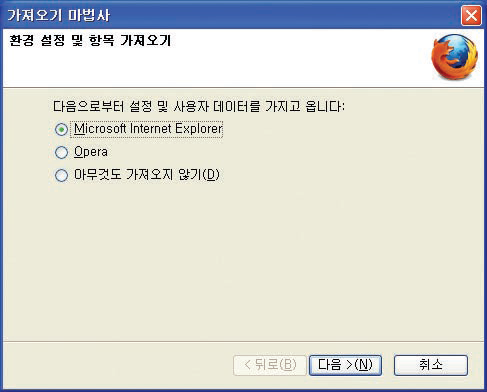 가져오기 마법사
환경 설정 및 항목 가져오기
다음으로부터 설정 및 사용자 데이터를 가지고 옵니다:
Microsoft Internet Explorer
Opera
아무것도 가져오지 않기(D)
< 뒤로(B) 다음 >(N) 취소